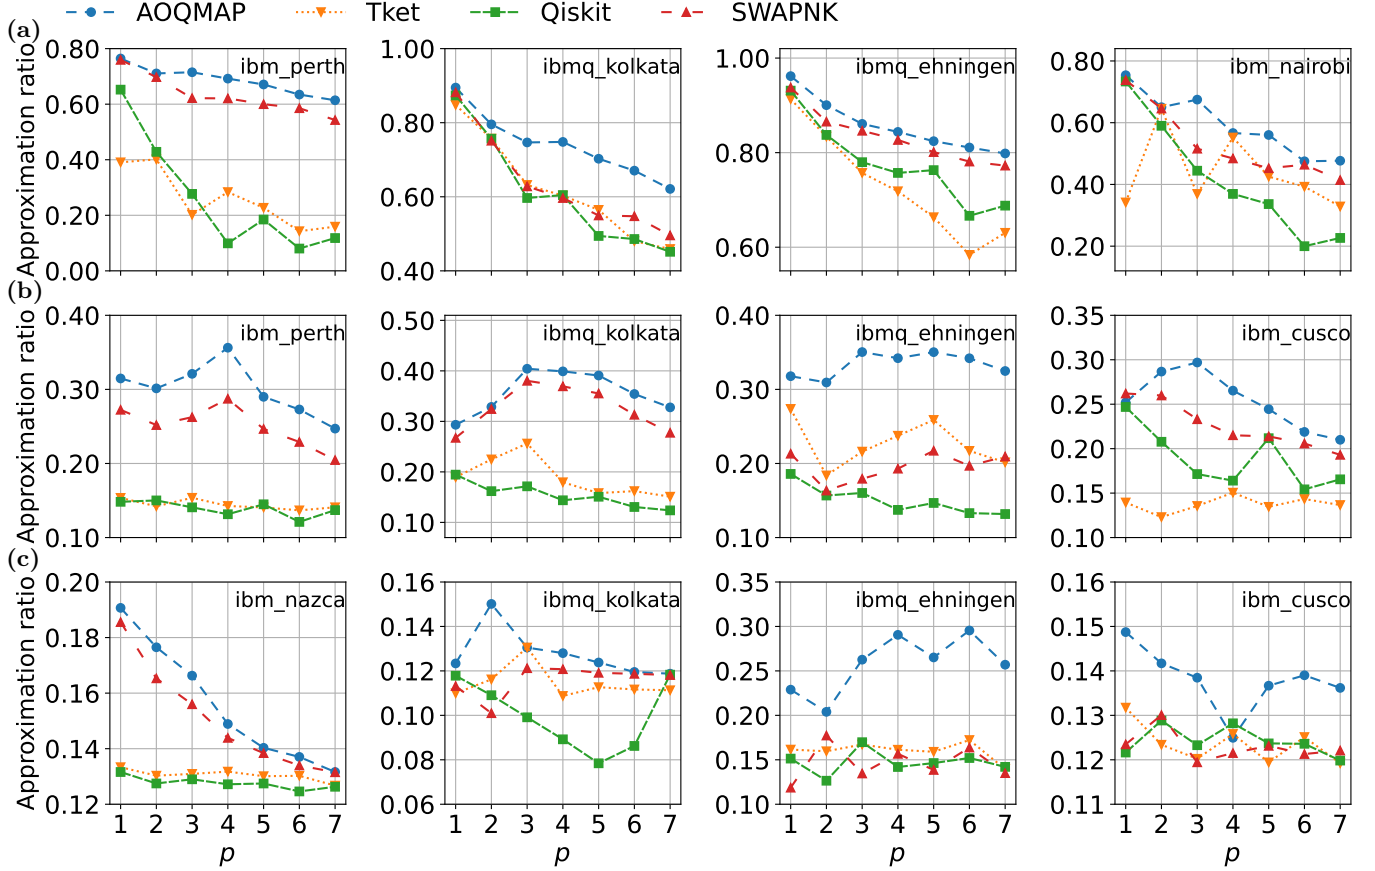 AOQMAP Tket Qiskit SWAPNK
(a)
Approximation ratio
0.80 0.60 0.40 0.20 0.00
ibm_perth
1.00 0.80 0.60 0.40
ibmq_kolkata
1.00 0.80 0.60
ibmq_ehningen
0.80 0.60 0.40 0.20
ibm_nairobi
(b)
Approximation ratio
0.40 0.30 0.20 0.10
ibm_perth
0.50 0.40 0.30 0.20 0.10
ibmq_kolkata
0.40 0.30 0.20 0.10
ibmq_ehningen
0.35 0.30 0.25 0.20 0.15 0.10
ibm_cusco
(c)
Approximation ratio
0.20 0.18 0.16 0.14 0.12
ibm_nazca
1 2 3 4 5 6 7
p
0.16 0.14 0.12 0.10 0.08 0.06
ibmq_kolkata
1 2 3 4 5 6 7
p
0.35 0.30 0.25 0.20 0.15 0.10
ibmq_ehningen
1 2 3 4 5 6 7
p
0.16 0.15 0.14 0.13 0.12 0.11
ibm_cusco
1 2 3 4 5 6 7
p